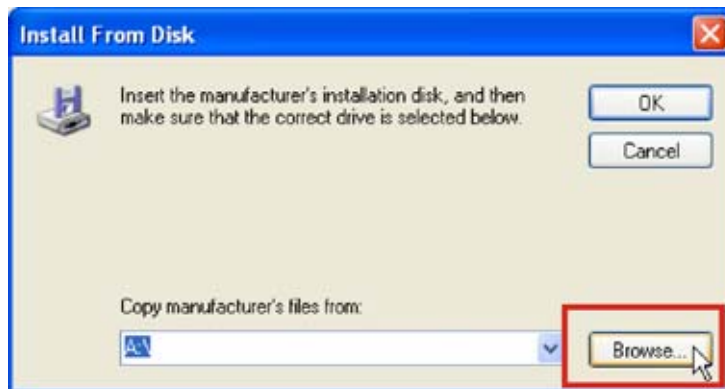 Install From Disk
Insert the manufacturer's installation disk, and then
make sure that the correct drive is selected below.
OK
Cancel
Copy manufacturer's files from:
A:\
Browse...